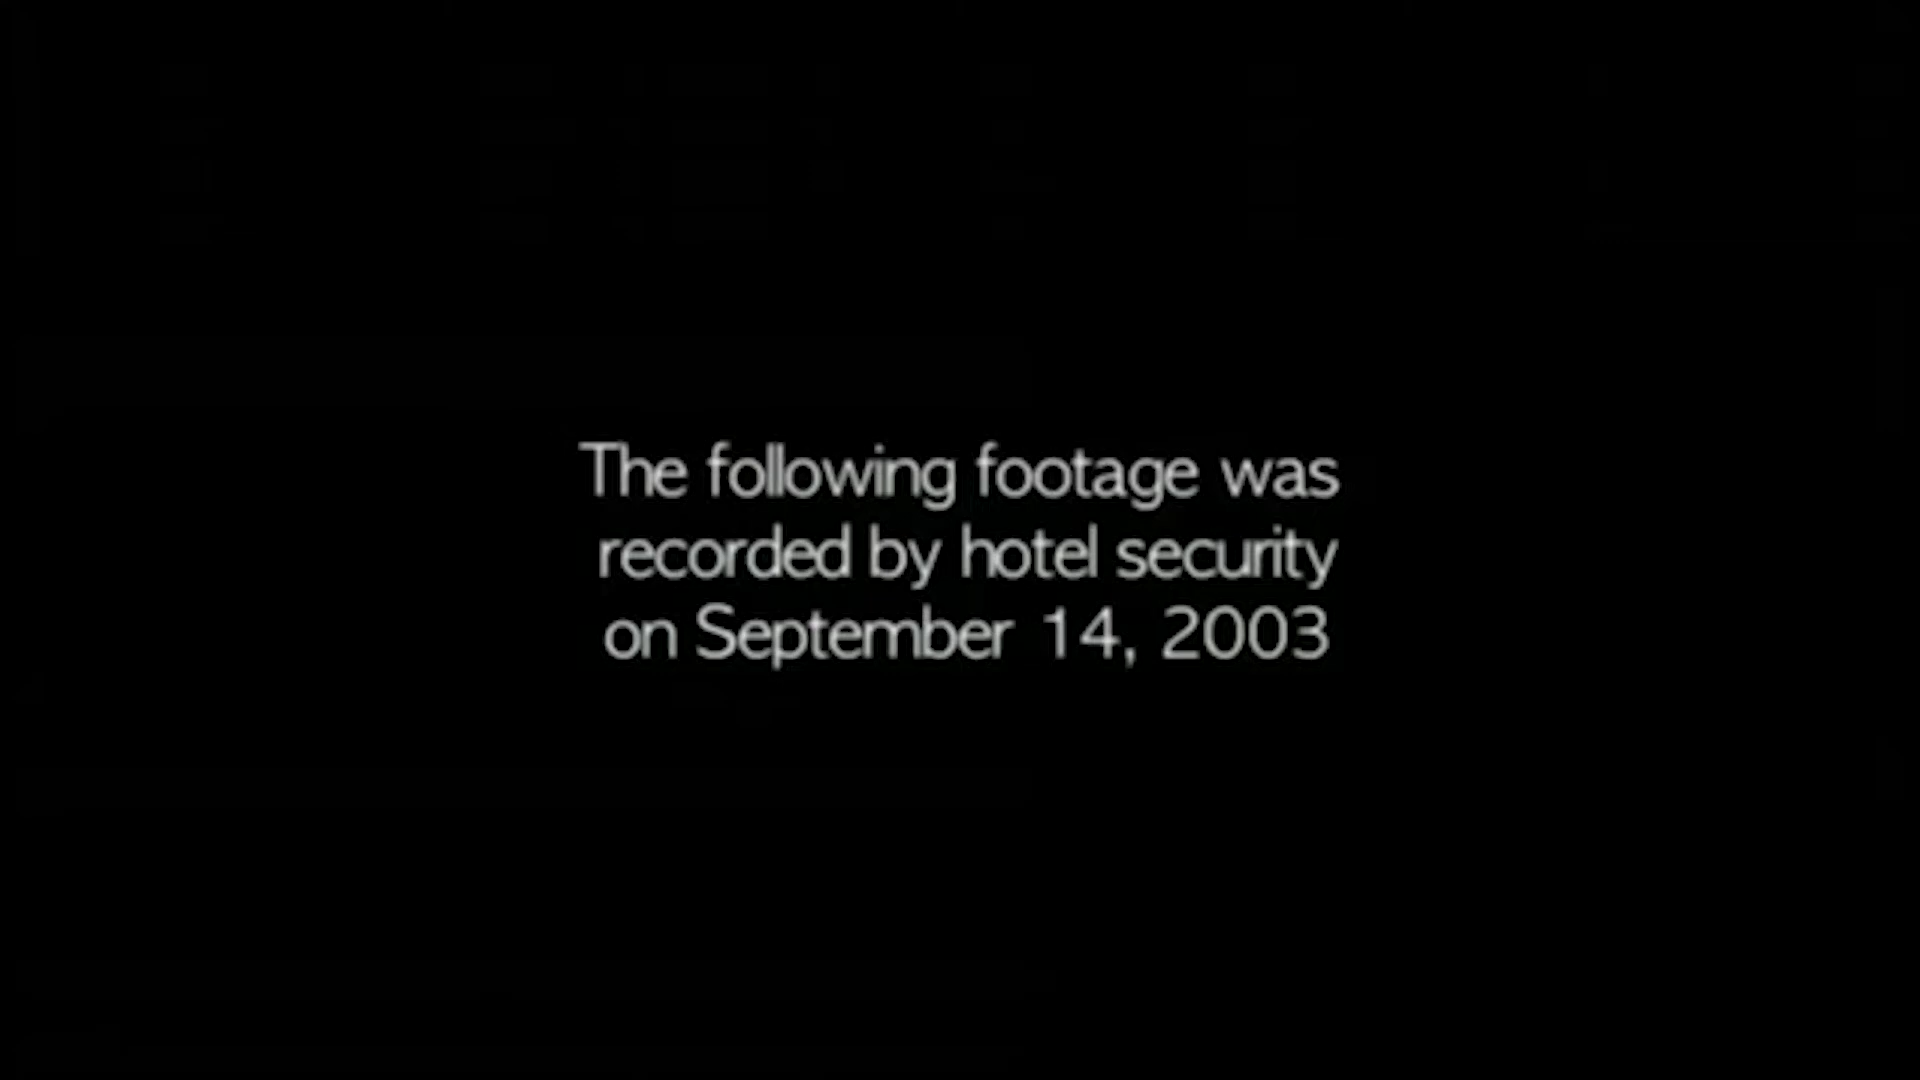 The following footage was
recorded by hotel security
on September 14, 2003